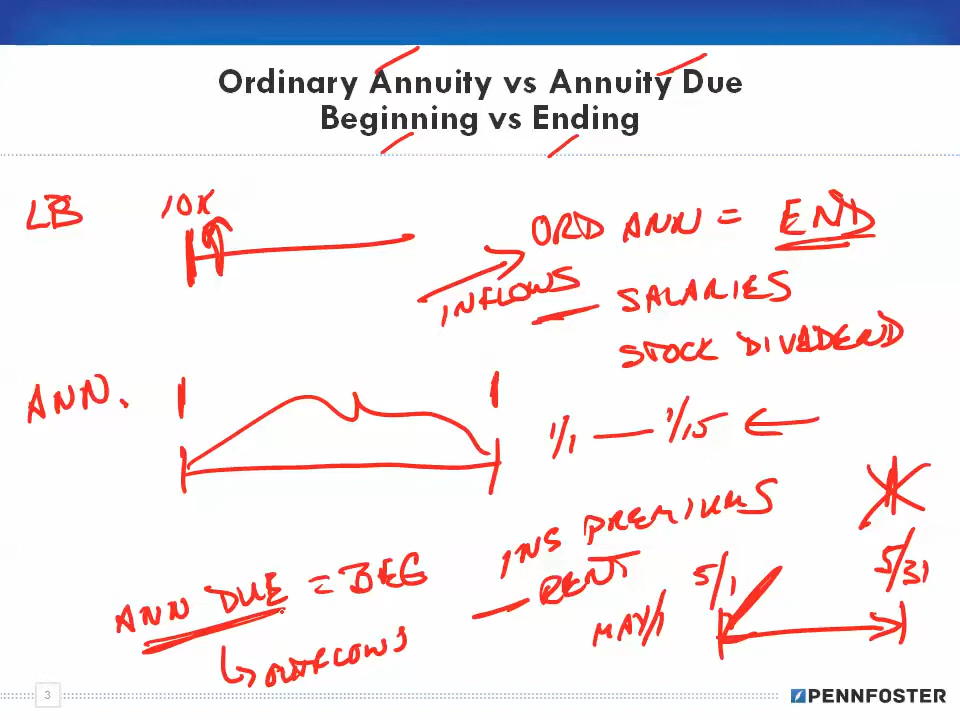 Ordinary Annuity vs Annuity Due
Beginning vs Ending
LB
10K
ORD ANN = END
INFLOWS
SALARIES
STOCK DIVIDEND
ANN.
1/1 — 1/15
INS PREMIUMS
RENT
ANN DUE = BEG
OUTFLOWS
MAY/1
5/1
5/31
3
PENNFOSTER